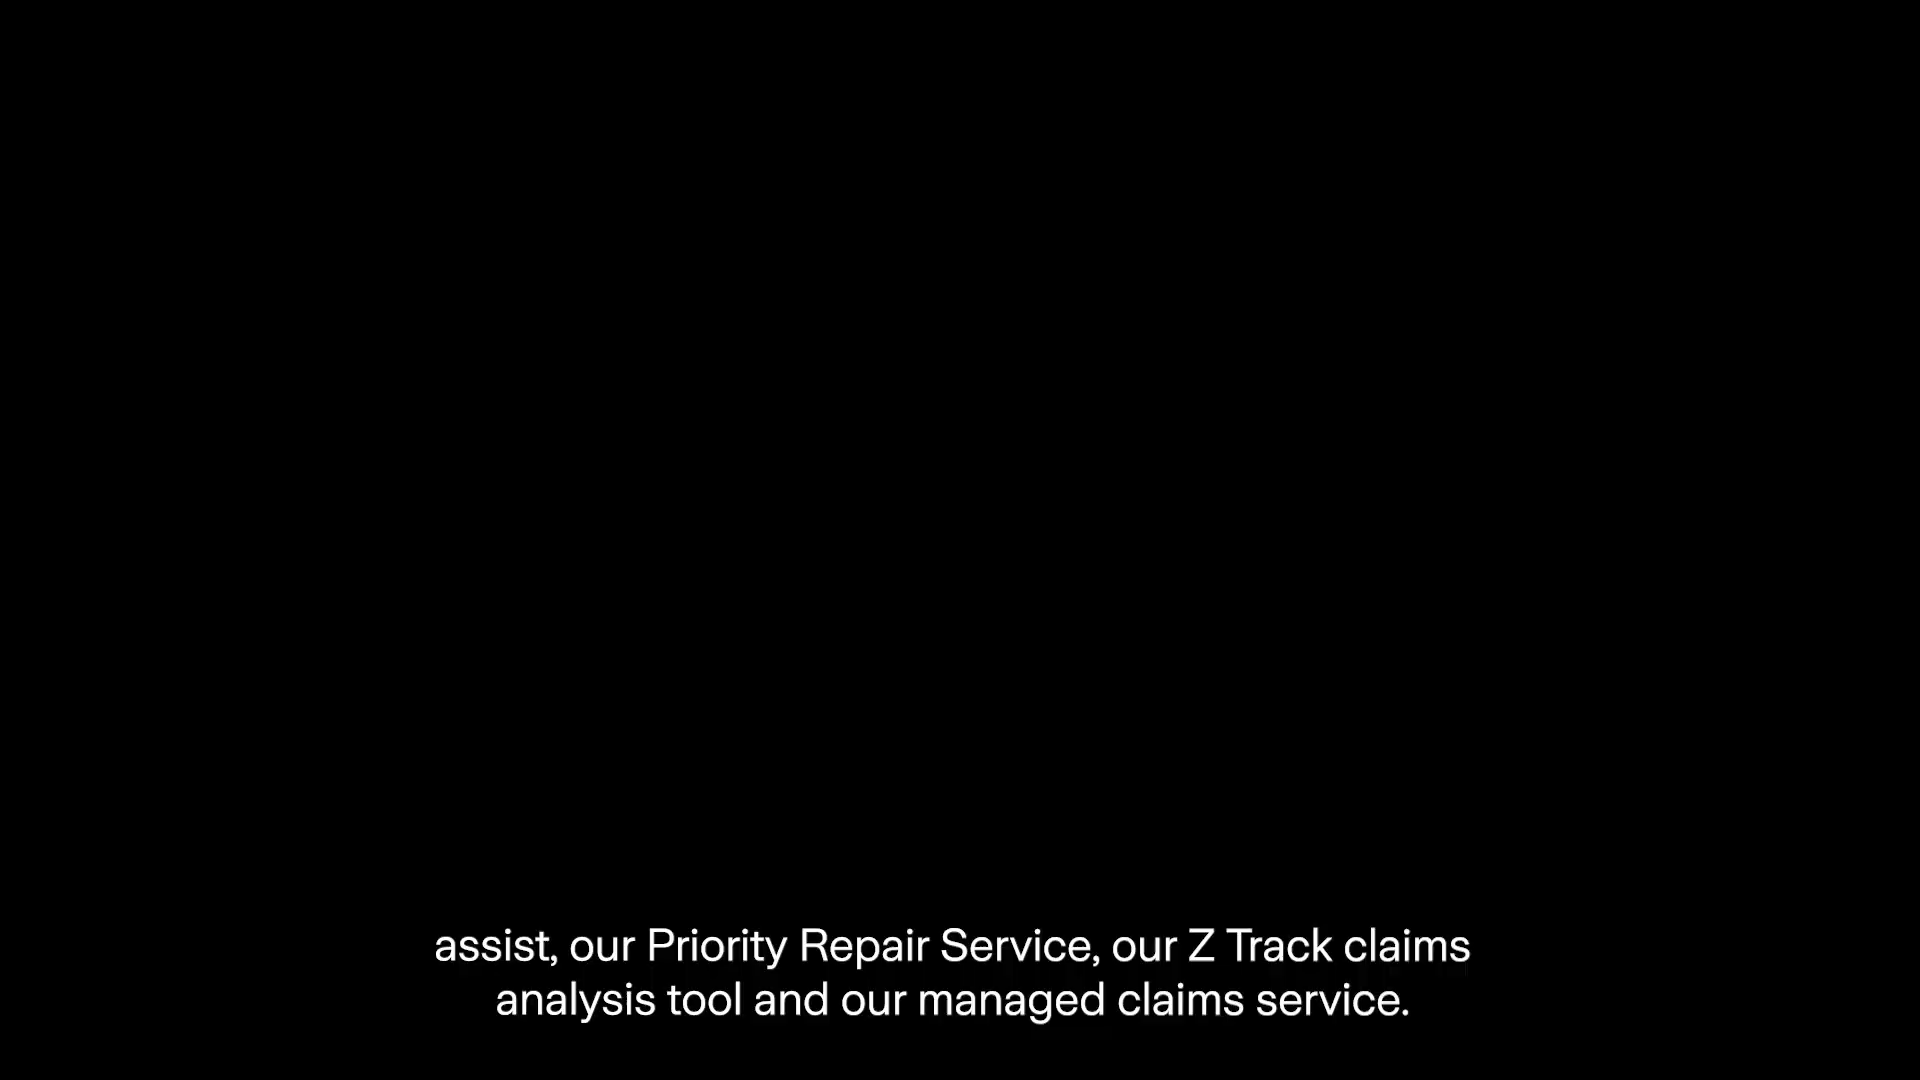 assist, our Priority Repair Service, our Z Track claims
analysis tool and our managed claims service.